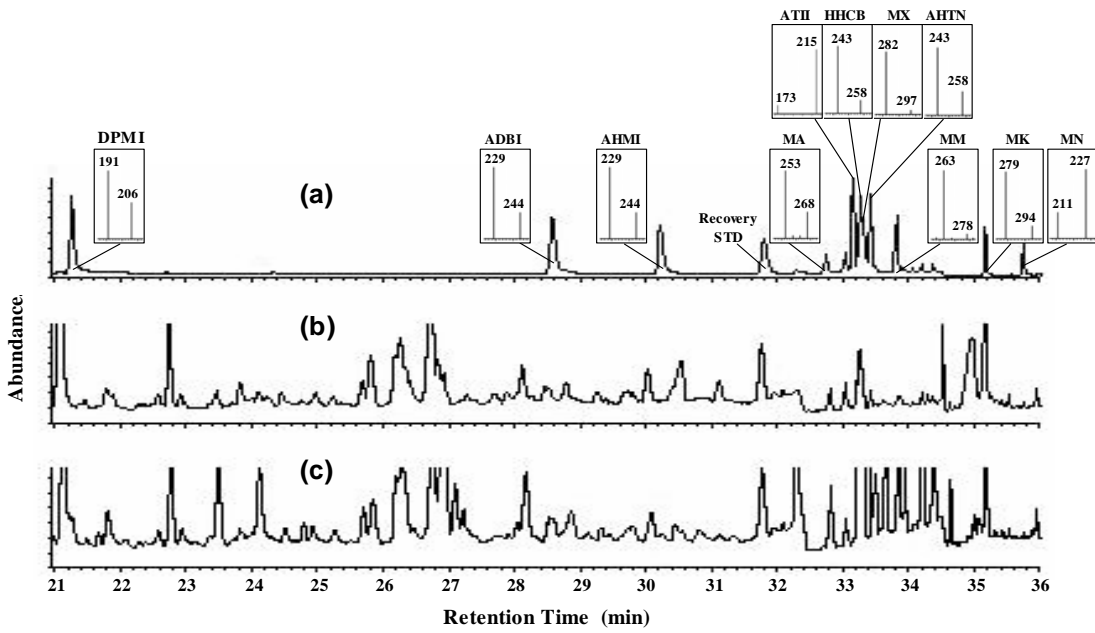 ATII HHCB MX AHTN
215 243 282 243
173 258 297 258
DPMI ADBI AHMI MA MM MK MN
191 229 229 253 263 279 227
206 244 244 268 278 294 211
Recovery
STD
(a)
(b)
(c)
Abundance
21 22 23 24 25 26 27 28 29 30 31 32 33 34 35 36
Retention Time (min)